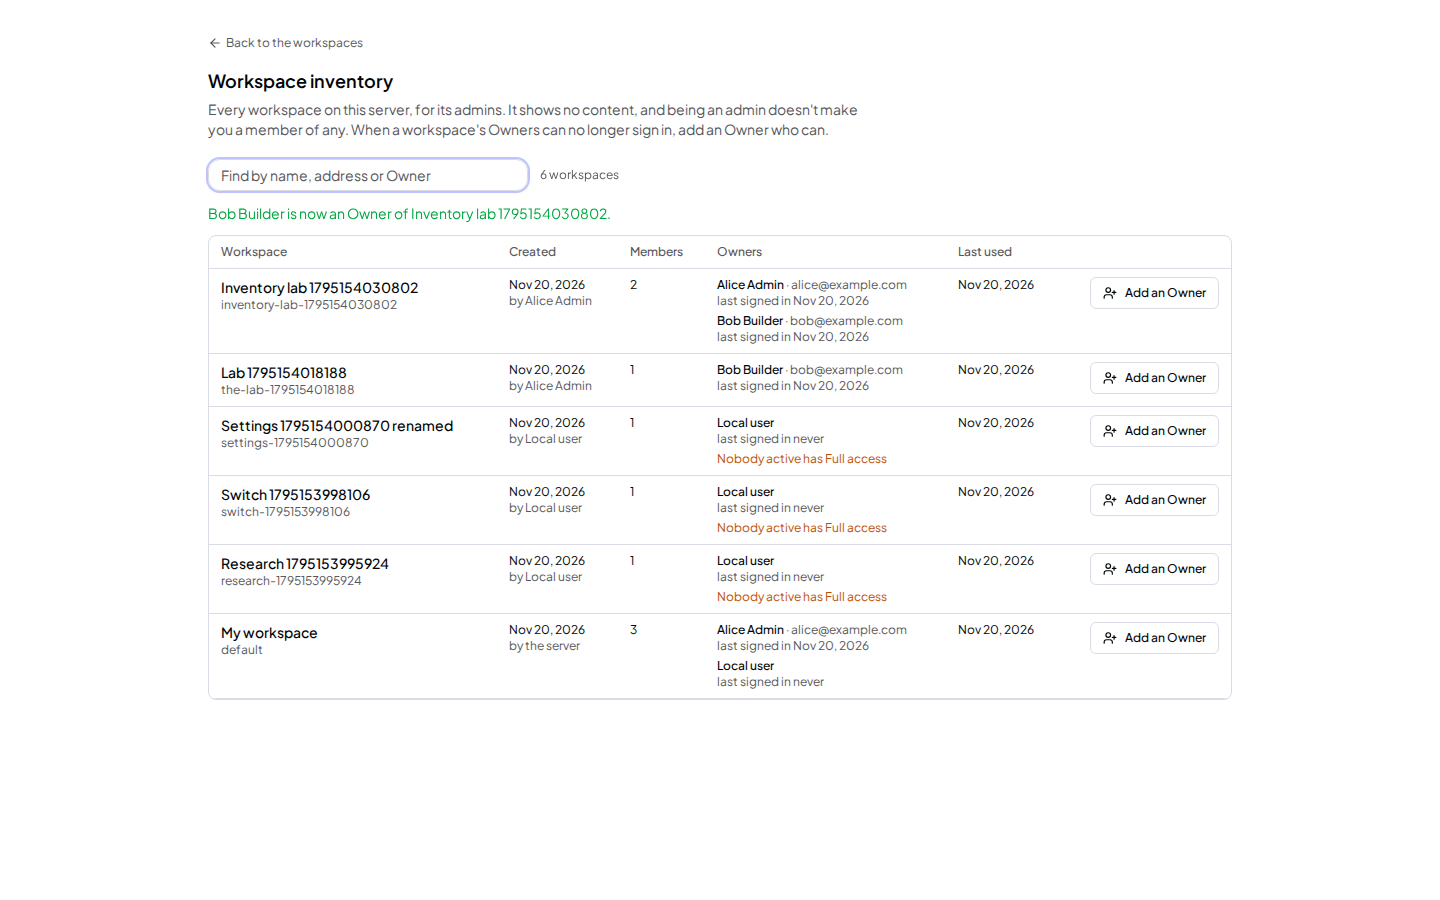 Back to the workspaces
Workspace inventory
Every workspace on this server, for its admins. It shows no content, and being an admin doesn't make
you a member of any. When a workspace's Owners can no longer sign in, add an Owner who can.
Find by name, address or Owner
6 workspaces
Bob Builder is now an Owner of Inventory lab 1795154030802.
Workspace Created Members Owners Last used
Inventory lab 1795154030802
inventory-lab-1795154030802
Nov 20, 2026
by Alice Admin
2
Alice Admin · alice@example.com
last signed in Nov 20, 2026
Bob Builder · bob@example.com
last signed in Nov 20, 2026
Nov 20, 2026
Add an Owner
Lab 1795154018188
the-lab-1795154018188
Nov 20, 2026
by Alice Admin
1
Bob Builder · bob@example.com
last signed in Nov 20, 2026
Nov 20, 2026
Add an Owner
Settings 1795154000870 renamed
settings-1795154000870
Nov 20, 2026
by Local user
1
Local user
last signed in never
Nobody active has Full access
Nov 20, 2026
Add an Owner
Switch 1795153998106
switch-1795153998106
Nov 20, 2026
by Local user
1
Local user
last signed in never
Nobody active has Full access
Nov 20, 2026
Add an Owner
Research 1795153995924
research-1795153995924
Nov 20, 2026
by Local user
1
Local user
last signed in never
Nobody active has Full access
Nov 20, 2026
Add an Owner
My workspace
default
Nov 20, 2026
by the server
3
Alice Admin · alice@example.com
last signed in Nov 20, 2026
Local user
last signed in never
Nov 20, 2026
Add an Owner